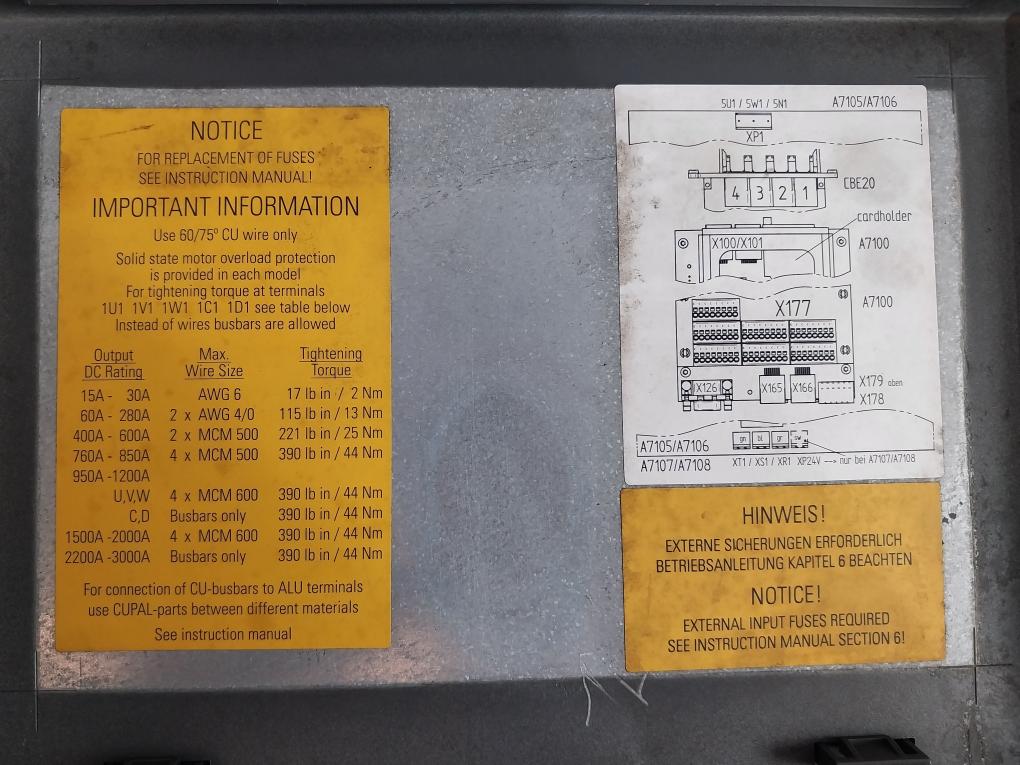 NOTICE
FOR REPLACEMENT OF FUSES
SEE INSTRUCTION MANUAL!
IMPORTANT INFORMATION
Use 60/75° CU wire only
Solid state motor overload protection
is provided in each model
For tightening torque at terminals
1U1 1V1 1W1 1C1 1D1 see table below
Instead of wires busbars are allowed
Output Max. Tightening
DC Rating Wire Size Torque
15A - 30A AWG 6 17 lb in / 2 Nm
60A - 280A 2 x AWG 4/0 115 lb in / 13 Nm
400A - 600A 2 x MCM 500 221 lb in / 25 Nm
760A - 850A 4 x MCM 500 390 lb in / 44 Nm
950A -1200A
U,V,W 4 x MCM 600 390 lb in / 44 Nm
C,D Busbars only 390 lb in / 44 Nm
1500A -2000A 4 x MCM 600 390 lb in / 44 Nm
2200A -3000A Busbars only 390 lb in / 44 Nm
For connection of CU-busbars to ALU terminals
use CUPAL-parts between different materials
See instruction manual
5U1 / 5W1 / 5N1 A7105/A7106
XP1
4 3 2 1 CBE20
cardholder
X100/X101 A7100
X177 A7100
X126 X165 X166 X179 oben
X178
gn bl gr sw
A7105/A7106
A7107/A7108 XT1 / XS1 / XR1 XP24V --> nur bei A7107/A7108
HINWEIS!
EXTERNE SICHERUNGEN ERFORDERLICH
BETRIEBSANLEITUNG KAPITEL 6 BEACHTEN
NOTICE!
EXTERNAL INPUT FUSES REQUIRED
SEE INSTRUCTION MANUAL SECTION 6!